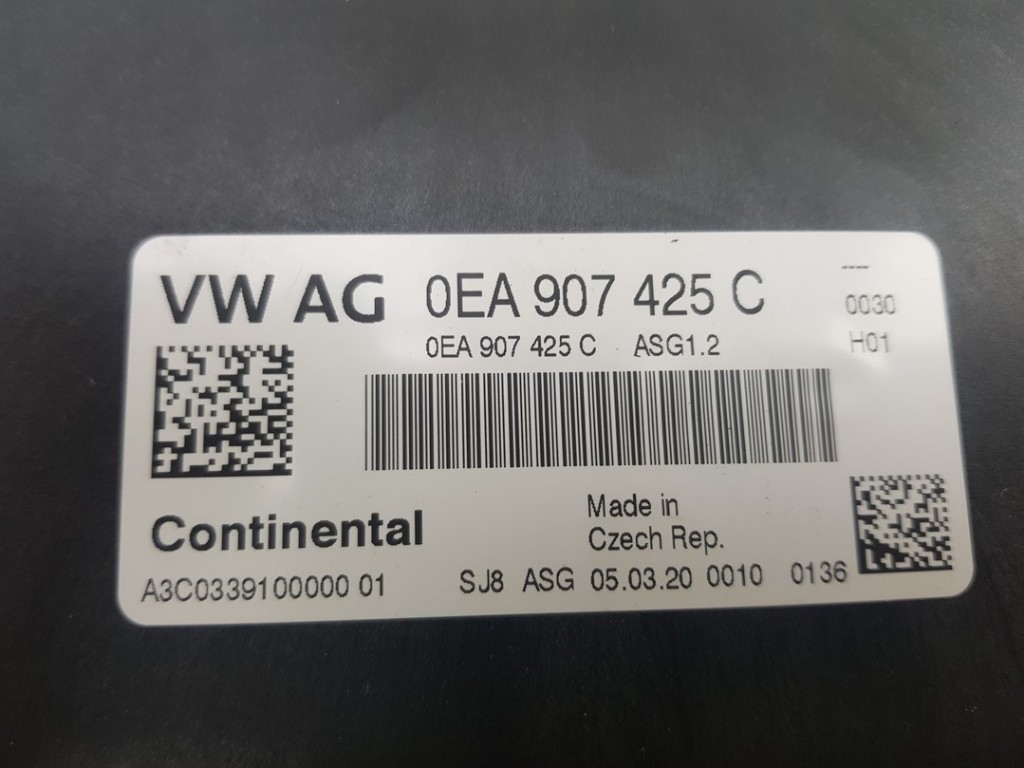 VW AG 0EA 907 425 C
----
0030
0EA 907 425 C ASG1.2
H01
Continental
Made in
Czech Rep.
A3C0339100000 01
SJ8 ASG 05.03.20 0010 0136